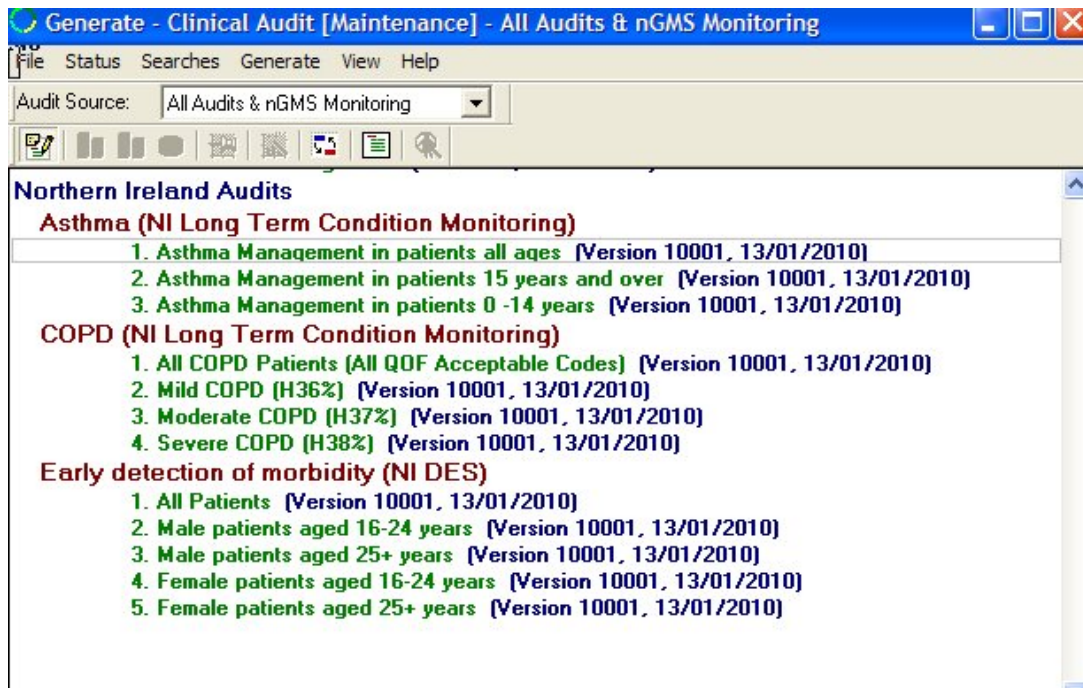 Generate - Clinical Audit [Maintenance] - All Audits & nGMS Monitoring
File Status Searches Generate View Help
Audit Source: All Audits & nGMS Monitoring
Northern Ireland Audits
Asthma (NI Long Term Condition Monitoring)
1. Asthma Management in patients all ages (Version 10001, 13/01/2010)
2. Asthma Management in patients 15 years and over (Version 10001, 13/01/2010)
3. Asthma Management in patients 0 -14 years (Version 10001, 13/01/2010)
COPD (NI Long Term Condition Monitoring)
1. All COPD Patients (All QOF Acceptable Codes) (Version 10001, 13/01/2010)
2. Mild COPD (H36%) (Version 10001, 13/01/2010)
3. Moderate COPD (H37%) (Version 10001, 13/01/2010)
4. Severe COPD (H38%) (Version 10001, 13/01/2010)
Early detection of morbidity (NI DES)
1. All Patients (Version 10001, 13/01/2010)
2. Male patients aged 16-24 years (Version 10001, 13/01/2010)
3. Male patients aged 25+ years (Version 10001, 13/01/2010)
4. Female patients aged 16-24 years (Version 10001, 13/01/2010)
5. Female patients aged 25+ years (Version 10001, 13/01/2010)